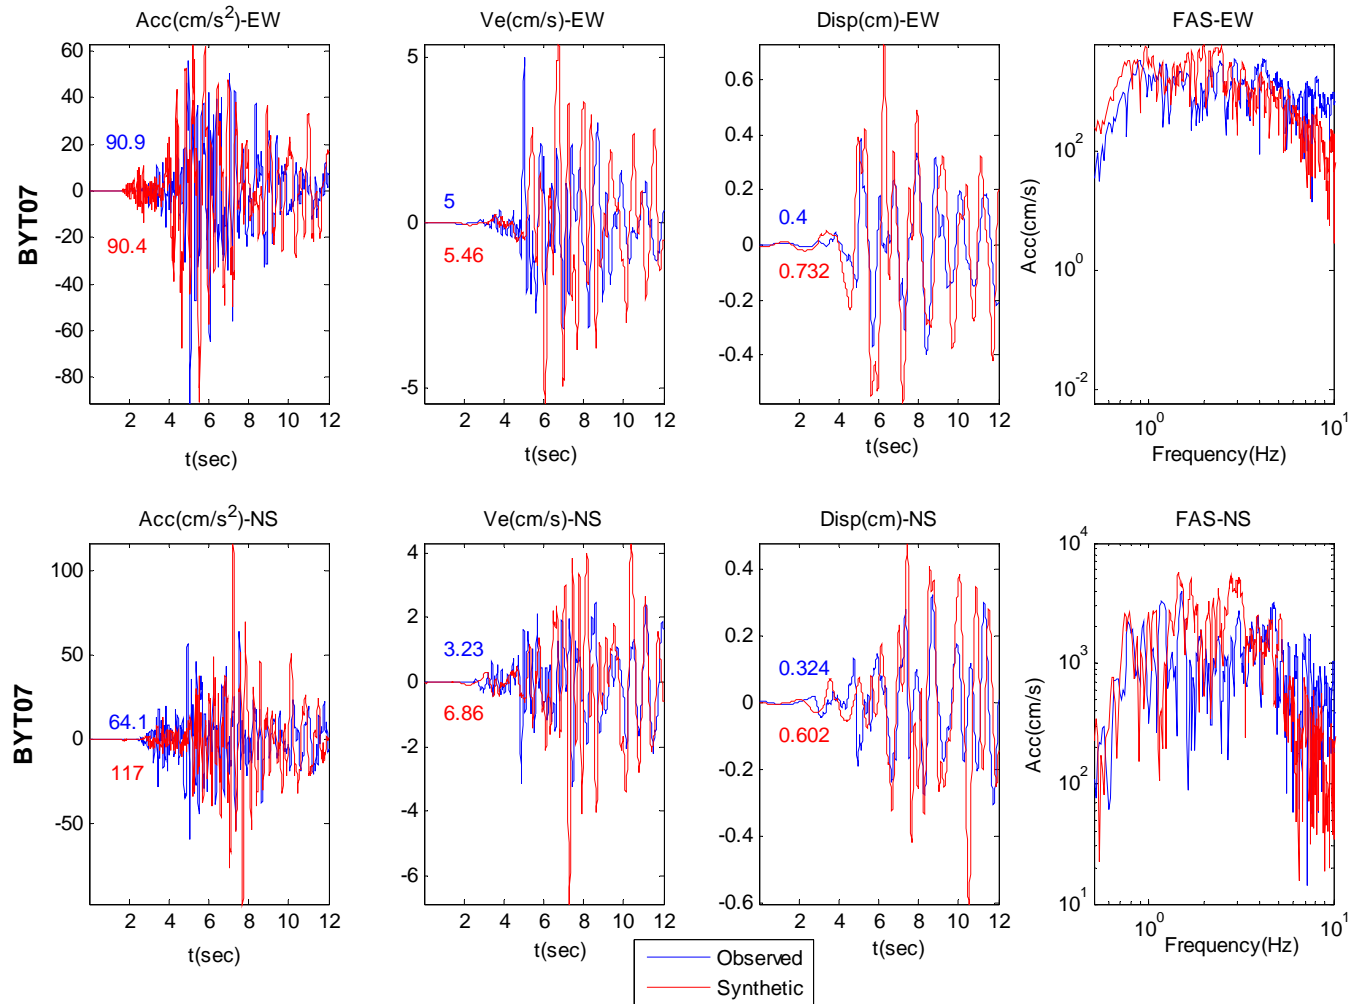 Acc(cm/s²)-EW
Ve(cm/s)-EW
Disp(cm)-EW
FAS-EW
BYT07
60
40
20
0
-20
-40
-60
-80
90.9
90.4
2 4 6 8 10 12
t(sec)
5
0
-5
5
5.46
2 4 6 8 10 12
t(sec)
0.6
0.4
0.2
0
-0.2
-0.4
0.4
0.732
2 4 6 8 10 12
t(sec)
Acc(cm/s)
10²
10⁰
10⁻²
10⁰ 10¹
Frequency(Hz)
Acc(cm/s²)-NS
Ve(cm/s)-NS
Disp(cm)-NS
FAS-NS
BYT07
100
50
0
-50
64.1
117
0 2 4 6 8 10 12
t(sec)
4
2
0
-2
-4
-6
3.23
6.86
0 2 4 6 8 10 12
t(sec)
0.4
0.2
0
-0.2
-0.4
-0.6
0.324
0.602
0 2 4 6 8 10 12
t(sec)
Acc(cm/s)
10⁴
10³
10²
10¹
10⁰ 10¹
Frequency(Hz)
Observed
Synthetic